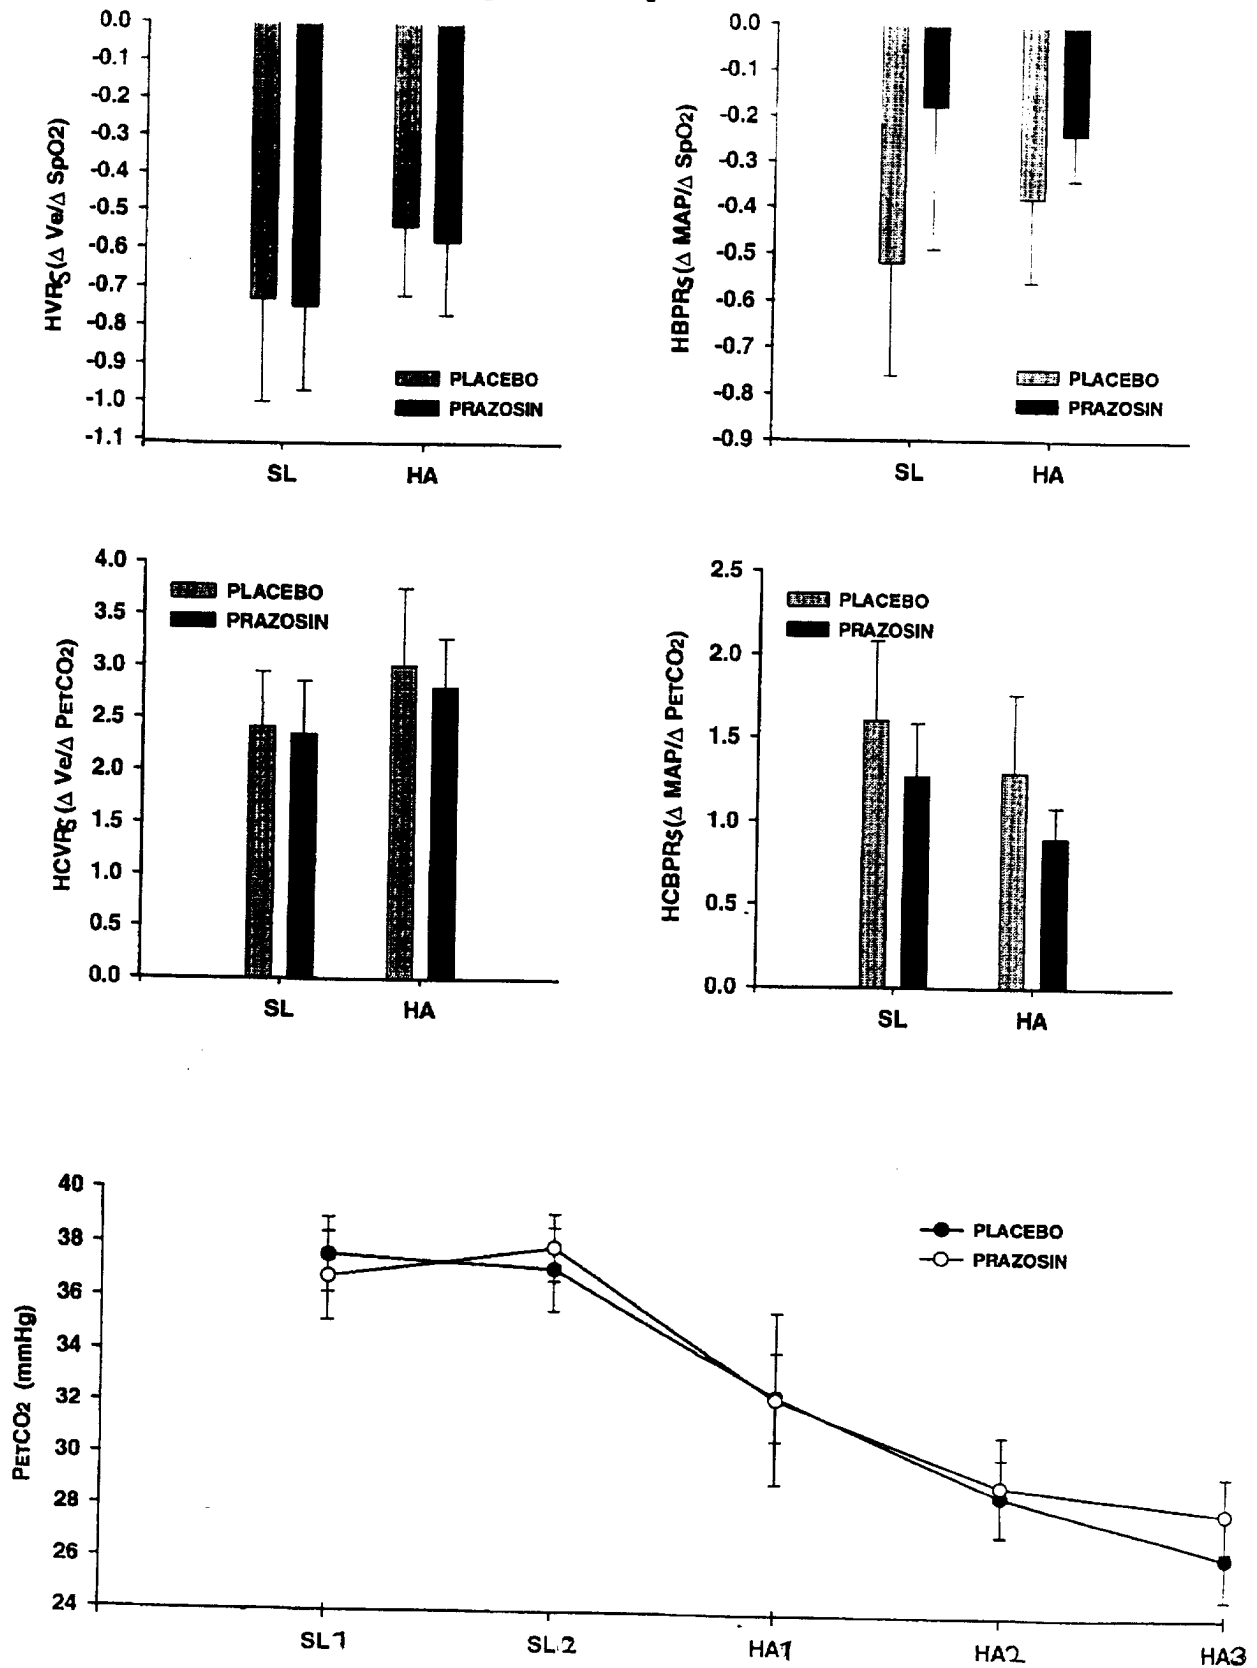 0.0
-0.1
-0.2
-0.3
-0.4
-0.5
-0.6
-0.7
-0.8
-0.9
-1.0
-1.1
HVRS (Δ Ve/Δ SpO2)
PLACEBO
PRAZOSIN
SL HA
0.0
-0.1
-0.2
-0.3
-0.4
-0.5
-0.6
-0.7
-0.8
-0.9
HBPRS (Δ MAP/Δ SpO2)
PLACEBO
PRAZOSIN
SL HA
4.0
3.5
3.0
2.5
2.0
1.5
1.0
0.5
0.0
HCVRS (Δ Ve/Δ PETCO2)
PLACEBO
PRAZOSIN
SL HA
2.5
2.0
1.5
1.0
0.5
0.0
HCBPRS (Δ MAP/Δ PETCO2)
PLACEBO
PRAZOSIN
SL HA
40
38
36
34
32
30
28
26
24
PETCO2 (mmHg)
PLACEBO
PRAZOSIN
SL1 SL2 HA1 HA2 HA3